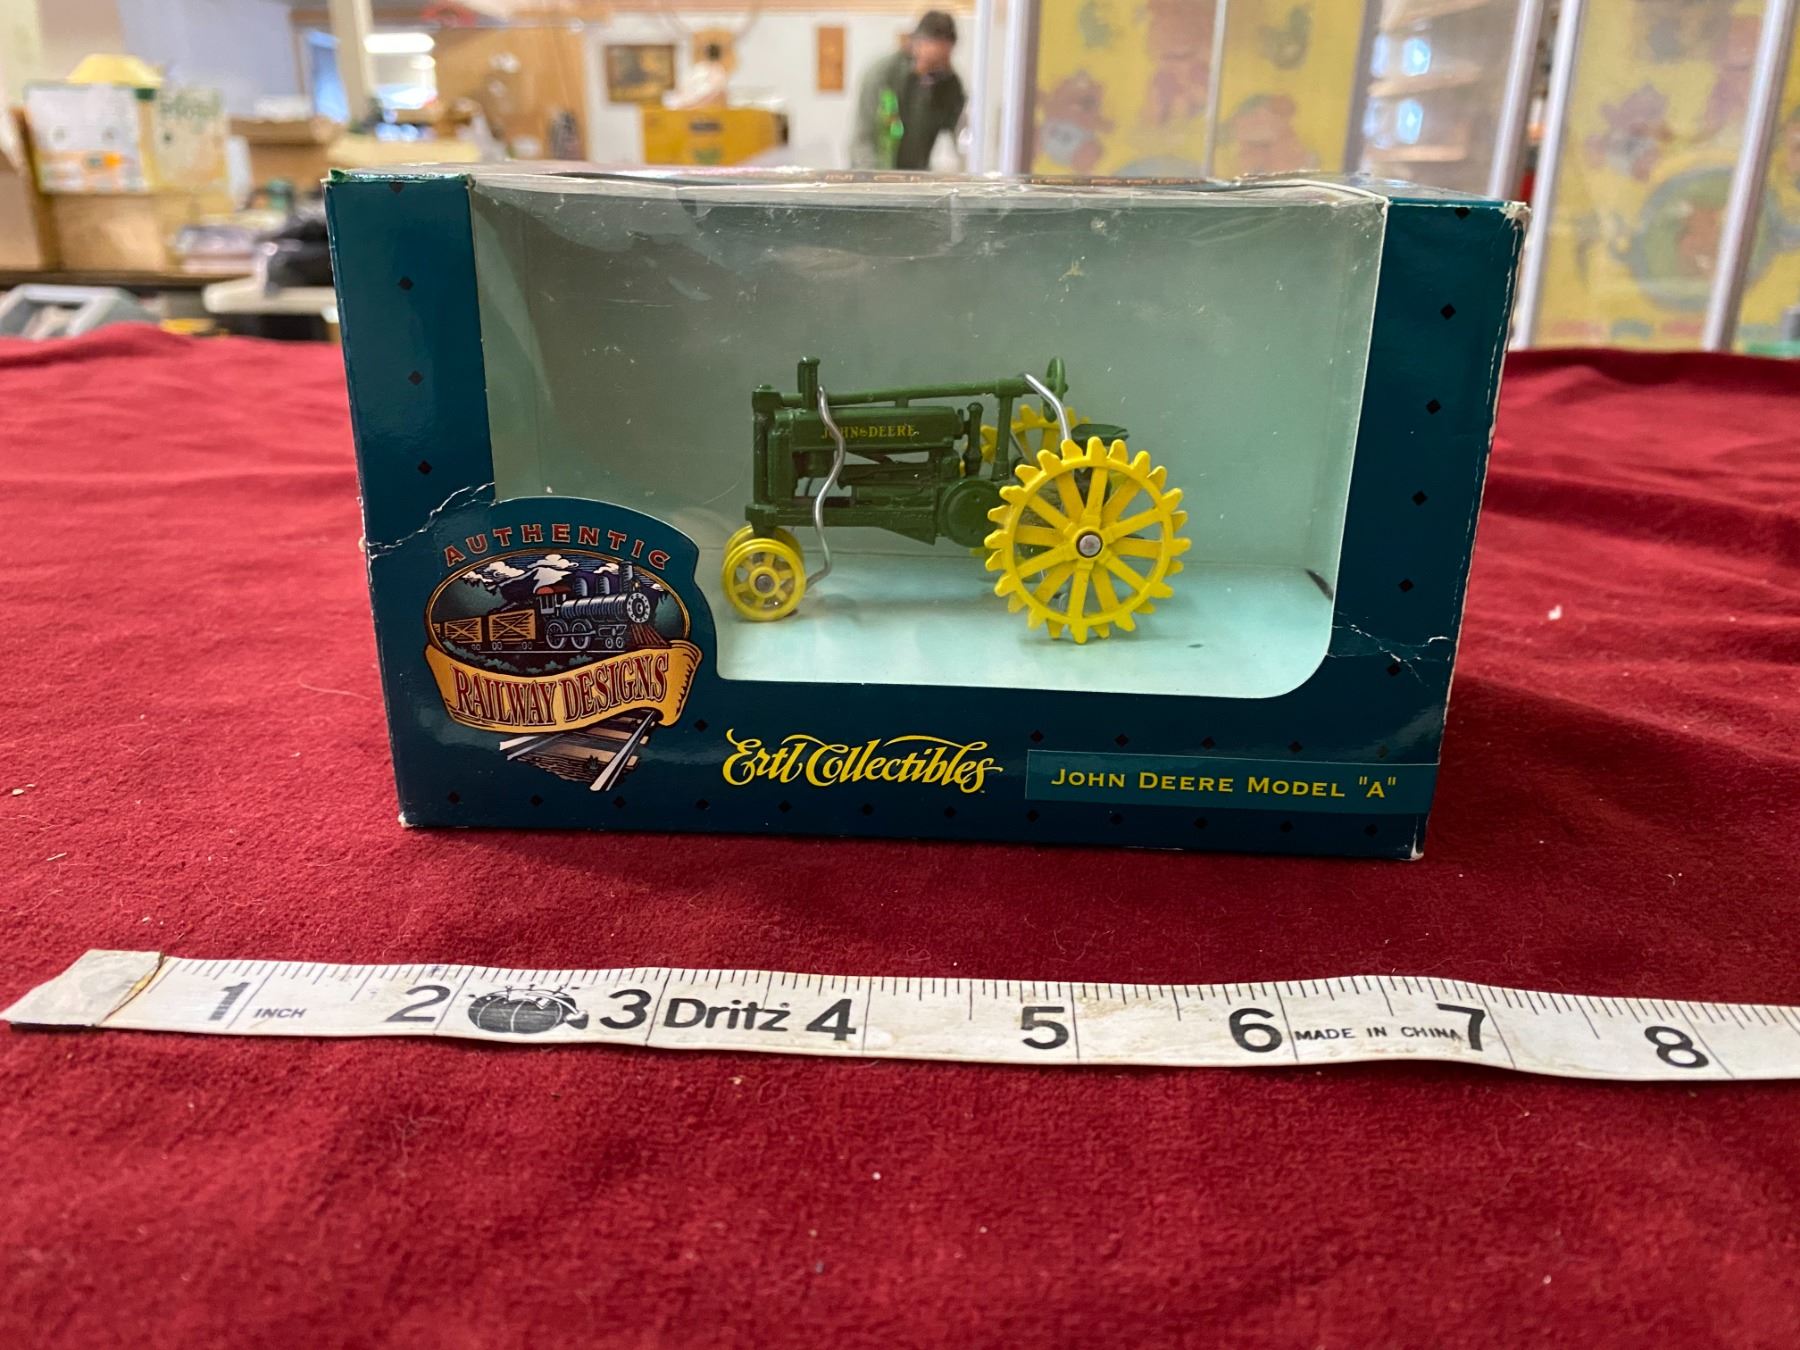 JOHN DEERE
AUTHENTIC
RAILWAY DESIGNS
Ertl Collectibles
JOHN DEERE MODEL "A"
1 INCH 2 3 Dritz 4 5 6 MADE IN CHINA 7 8